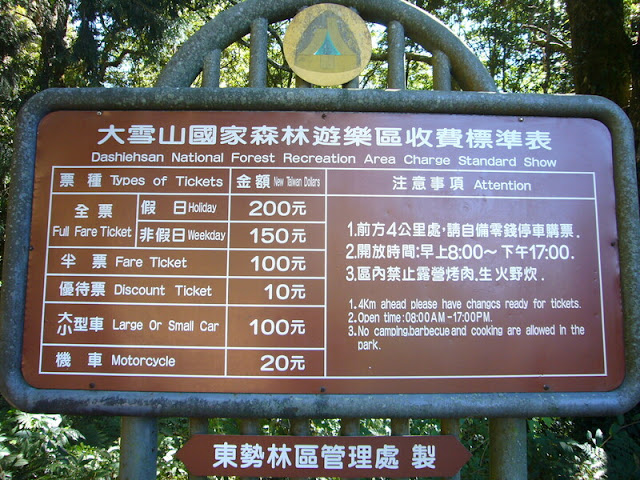 大雪山國家森林遊樂區收費標準表
Dashiehsan National Forest Recreation Area Charge Standard Show
票種 Types of Tickets 金額 New Taiwan Dollers 注意事項 Attention
全票 Full Fare Ticket
假日 Holiday 200元
非假日 Weekday 150元
半票 Fare Ticket 100元
優待票 Discount Ticket 10元
大小型車 Large Or Small Car 100元
機車 Motorcycle 20元
1.前方4公里處,請自備零錢停車購票.
2.開放時間:早上8:00~下午17:00.
3.區內禁止露營烤肉.生火野炊.
1.4Km ahead please have changcs ready for tickets.
2.Open time:08:00AM-17:00PM.
3.No camping,barbecue and cooking are allowed in the
park.
東勢林區管理處 製